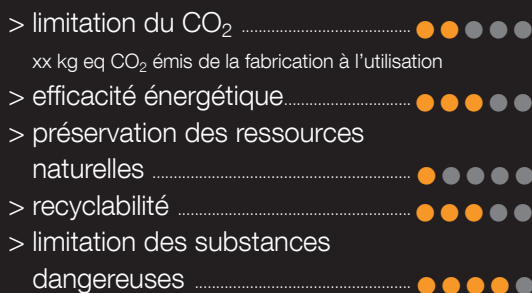 > limitation du CO₂ ..........................................
xx kg eq CO₂ émis de la fabrication à l'utilisation
> efficacité énergétique................................
> préservation des ressources
naturelles .................................................................
> recyclabilité ...........................................................
> limitation des substances
dangereuses ......................................................